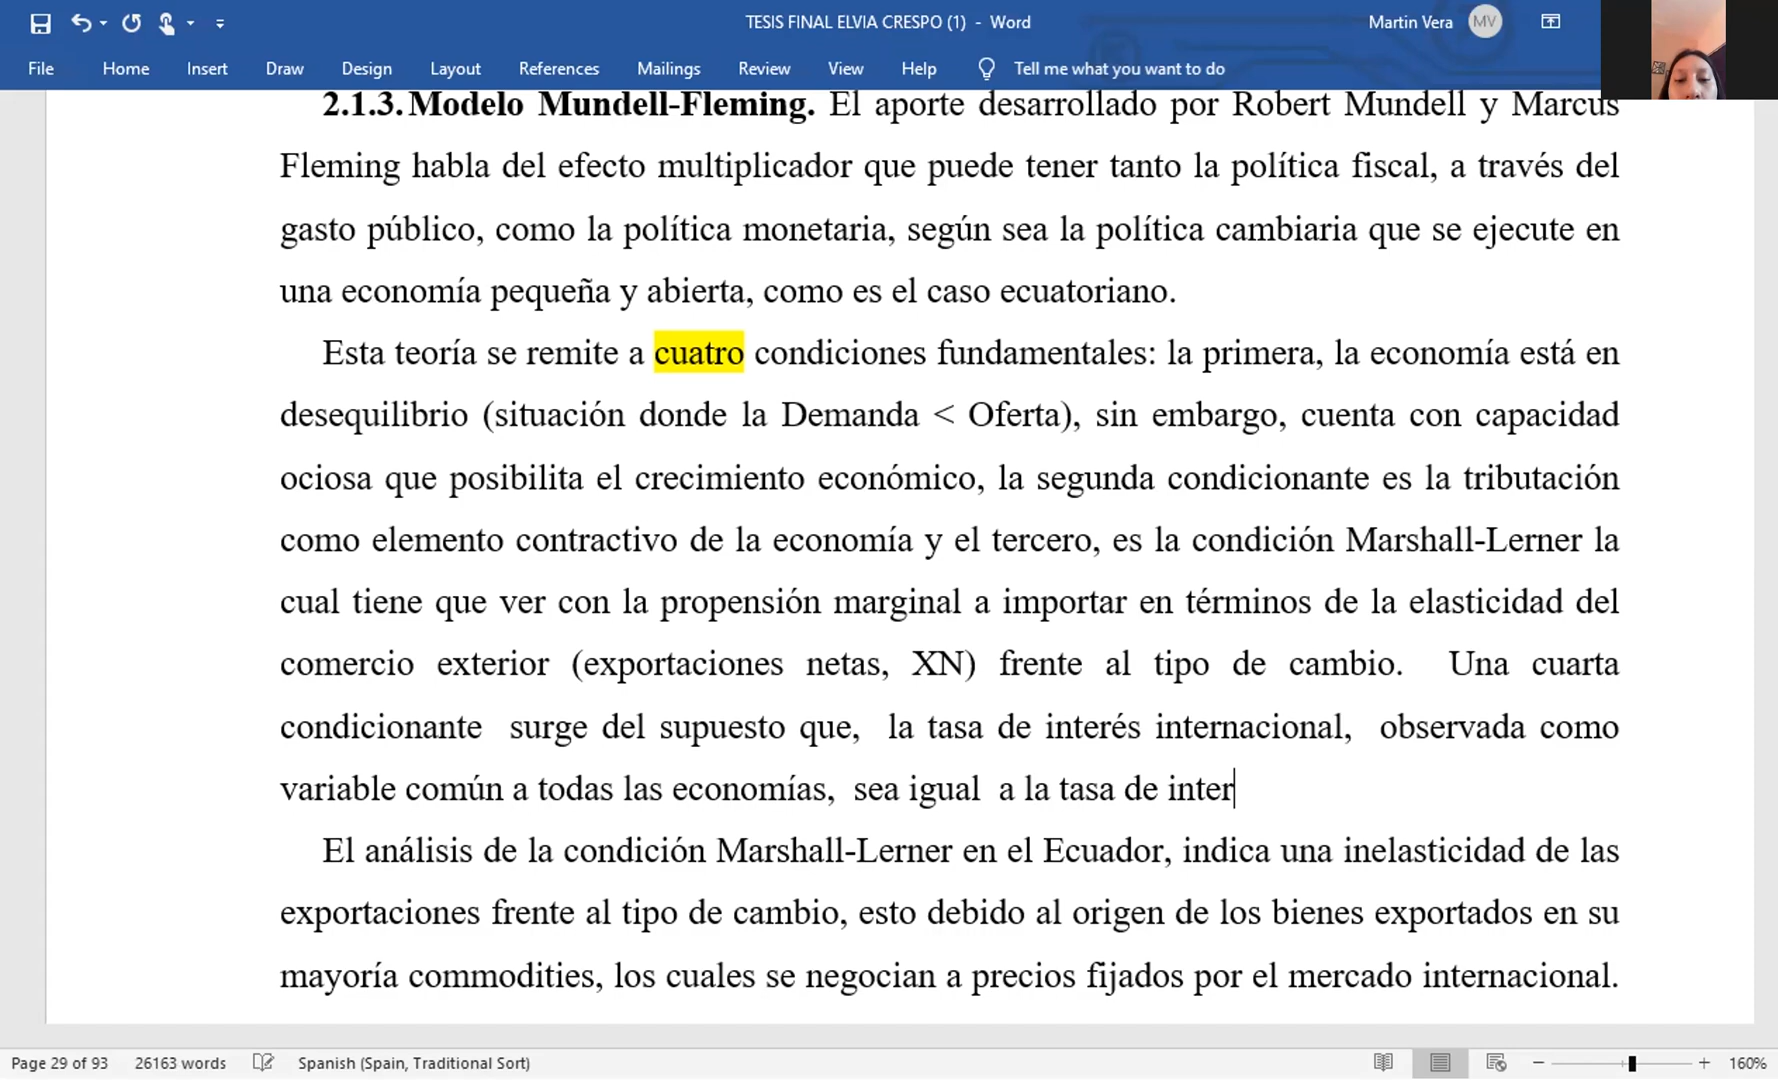 TESIS FINAL ELVIA CRESPO (1) - Word
Martin Vera MV
File Home Insert Draw Design Layout References Mailings Review View Help Tell me what you want to do
2.1.3. Modelo Mundell-Fleming. El aporte desarrollado por Robert Mundell y Marcus
Fleming habla del efecto multiplicador que puede tener tanto la política fiscal, a través del
gasto público, como la política monetaria, según sea la política cambiaria que se ejecute en
una economía pequeña y abierta, como es el caso ecuatoriano.
Esta teoría se remite a cuatro condiciones fundamentales: la primera, la economía está en
desequilibrio (situación donde la Demanda < Oferta), sin embargo, cuenta con capacidad
ociosa que posibilita el crecimiento económico, la segunda condicionante es la tributación
como elemento contractivo de la economía y el tercero, es la condición Marshall-Lerner la
cual tiene que ver con la propensión marginal a importar en términos de la elasticidad del
comercio exterior (exportaciones netas, XN) frente al tipo de cambio. Una cuarta
condicionante surge del supuesto que, la tasa de interés internacional, observada como
variable común a todas las economías, sea igual a la tasa de inter
El análisis de la condición Marshall-Lerner en el Ecuador, indica una inelasticidad de las
exportaciones frente al tipo de cambio, esto debido al origen de los bienes exportados en su
mayoría commodities, los cuales se negocian a precios fijados por el mercado internacional.
Page 29 of 93 26163 words Spanish (Spain, Traditional Sort) 160%